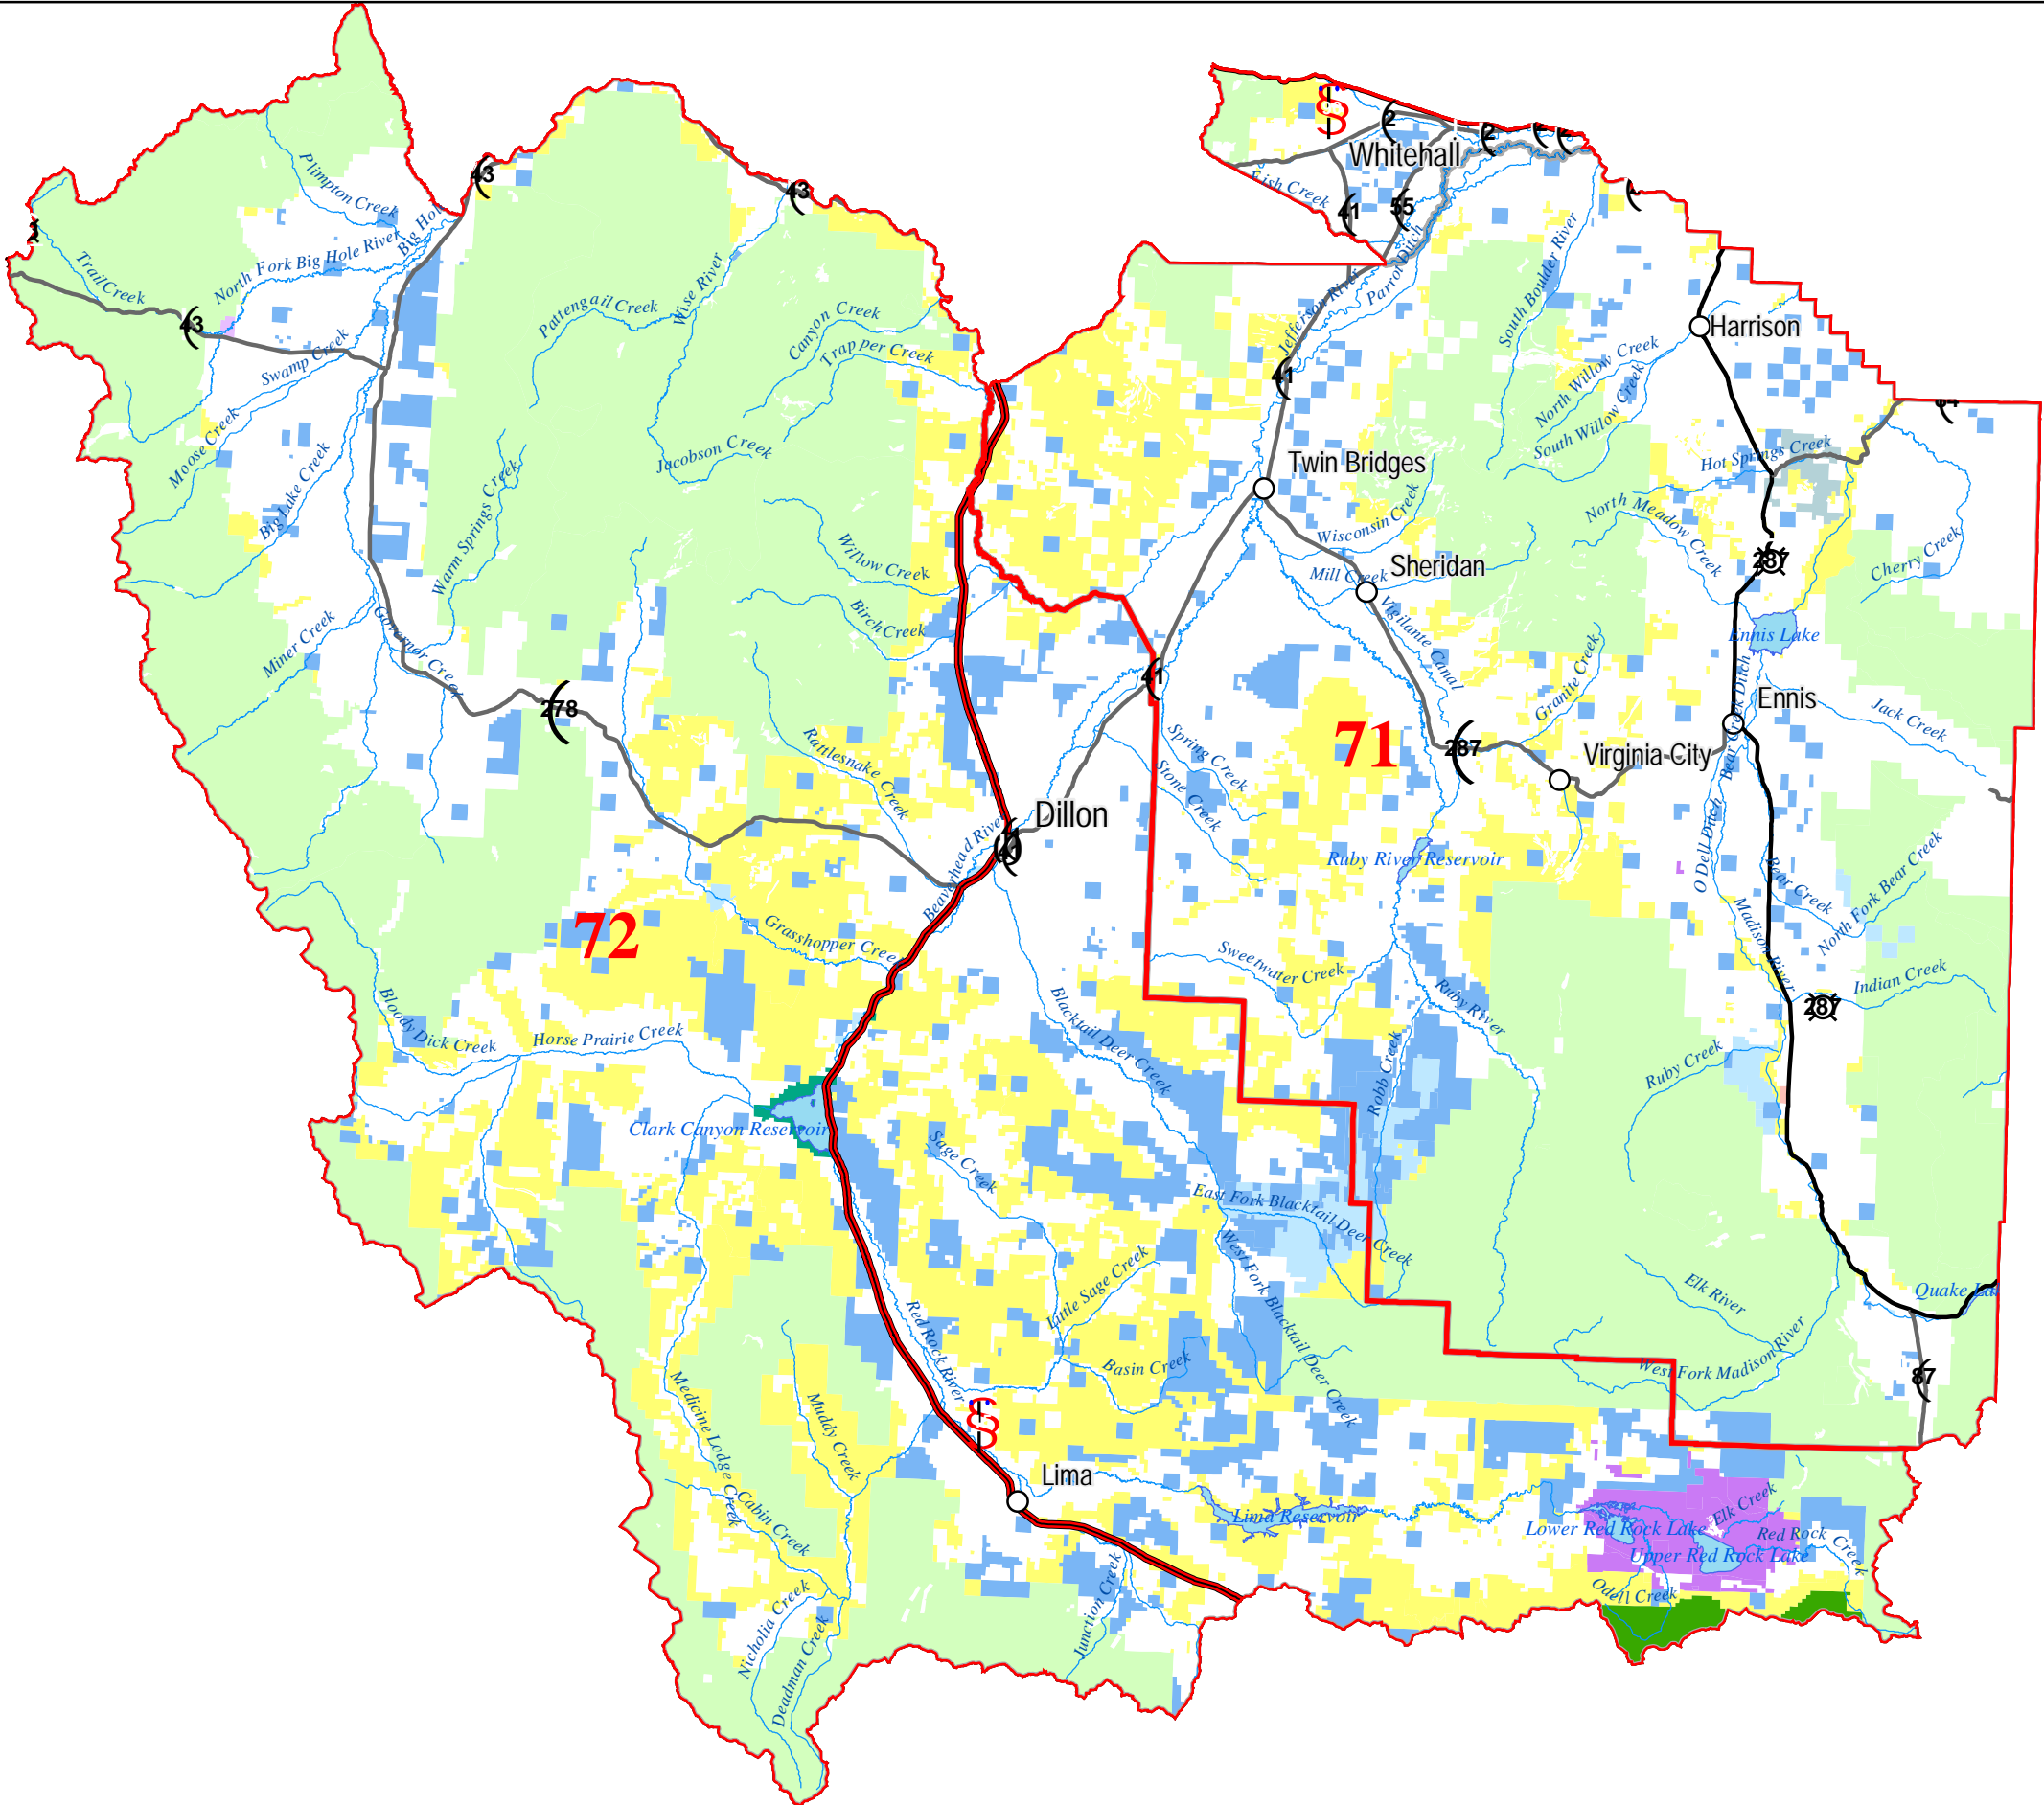 2
2
Whitehall
Plimpton Creek
43
43
Fish Creek
41
55
Big Hole
North Fork Big Hole River
Trail Creek
43
Parrot Ditch
South Boulder River
Wise River
Pattengail Creek
Canyon Creek
Trapper Creek
Jefferson River
Harrison
Swamp Creek
41
North Willow Creek
South Willow Creek
Moose Creek
Big Lake Creek
Jacobson Creek
Twin Bridges
Hot Springs Creek
Warm Springs Creek
Wisconsin Creek
North Meadow Creek
Willow Creek
Sheridan
287
Cherry Creek
Mill Creek
Birch Creek
Vigilante Canal
Miner Creek
Governor Creek
Ennis Lake
Granite Creek
41
278
Ennis
Jack Creek
Bear Creek Ditch
71
287
Virginia City
Spring Creek
Rattlesnake Creek
Stone Creek
Dillon
Beaverhead River
O Dell Ditch
Ruby River Reservoir
Bear Creek
North Fork Bear Creek
72
Grasshopper Creek
Madison River
Sweetwater Creek
Indian Creek
287
Ruby River
Bloody Dick Creek
Horse Prairie Creek
Blacktail Deer Creek
Robb Creek
Ruby Creek
Clark Canyon Reservoir
Sage Creek
East Fork Blacktail Deer Creek
West Fork Blacktail Deer Creek
Little Sage Creek
Elk River
Quake
Red Rock River
Basin Creek
West Fork Madison River
87
Medicine Lodge Creek
Muddy Creek
Lima
Cabin Creek
Lima Reservoir
Lower Red Rock Lake
Elk Creek
Red Rock Creek
Upper Red Rock Lake
Odell Creek
Junction Creek
Nicholia Creek
Deadman Creek